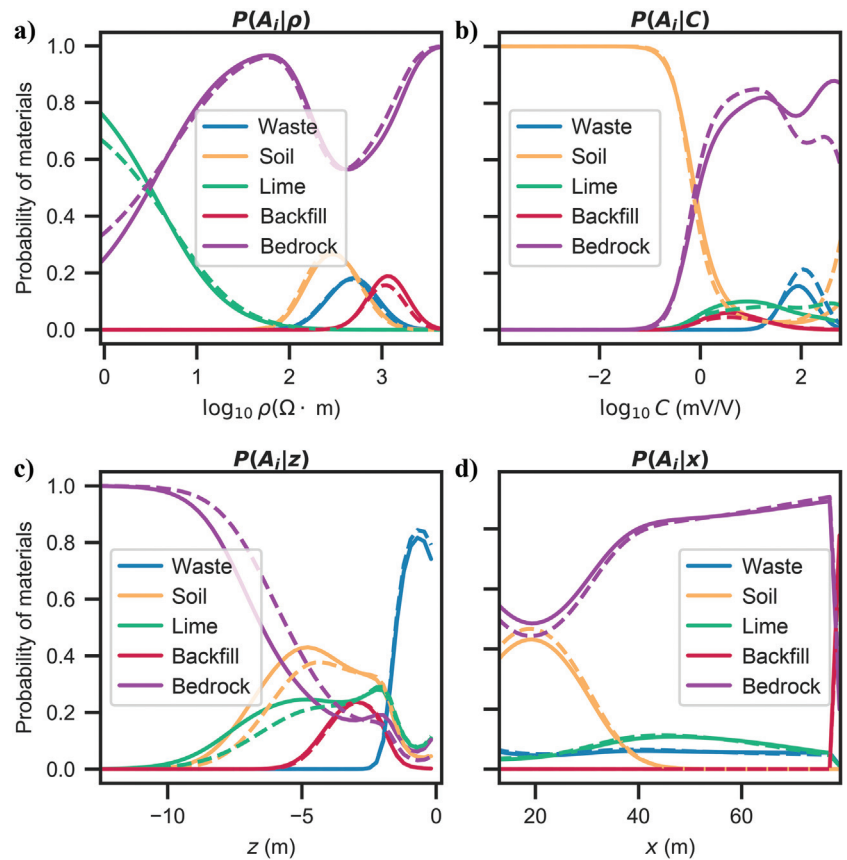 a)
P(A_i|ρ)
Probability of materials
1.0
0.8
0.6
0.4
0.2
0.0
Waste
Soil
Lime
Backfill
Bedrock
0
1
2
3
log₁₀ ρ(Ω · m)
b)
P(A_i|C)
Waste
Soil
Lime
Backfill
Bedrock
−2
0
2
log₁₀ C (mV/V)
c)
P(A_i|z)
Probability of materials
1.0
0.8
0.6
0.4
0.2
0.0
Waste
Soil
Lime
Backfill
Bedrock
−10
−5
0
z (m)
d)
P(A_i|x)
Waste
Soil
Lime
Backfill
Bedrock
20
40
60
x (m)